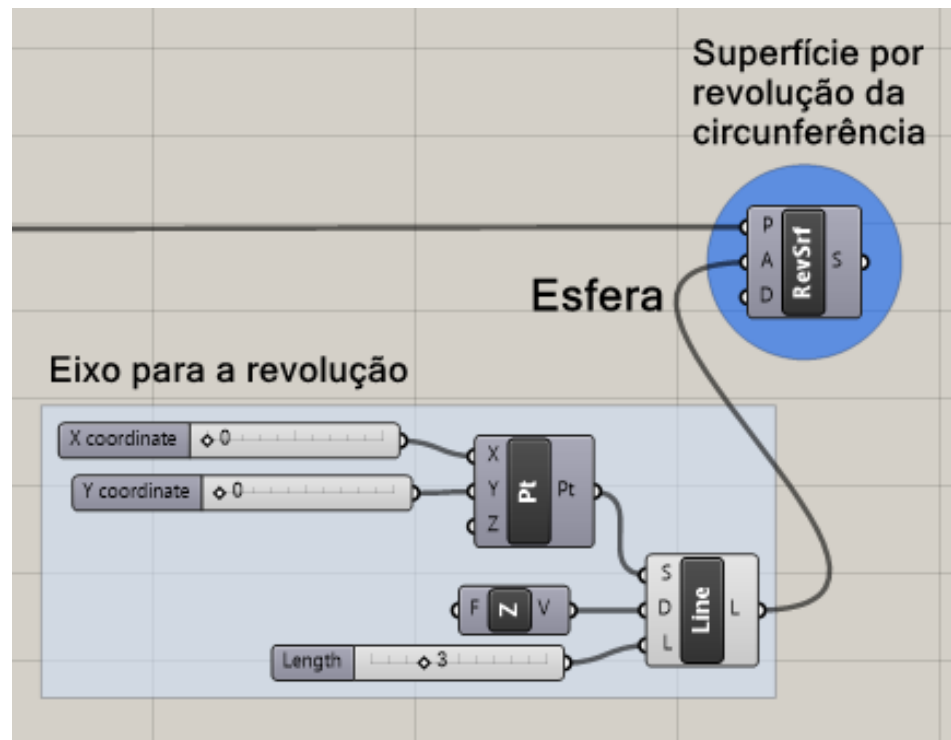 Superfície por
revolução da
circunferência
P
A
D
RevSrf
S
Esfera
Eixo para a revolução
X coordinate 0
Y coordinate 0
X
Y
Z
Pt
Pt
F
Z
V
S
D
L
Line
L
Length 3